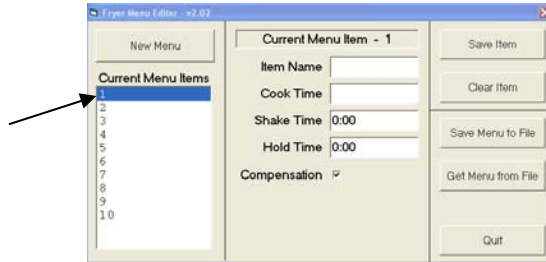 Fryer Menu Editor - v2.02
New Menu
Current Menu Items
1
2
3
4
5
6
7
8
9
10
Current Menu Item - 1
Item Name
Cook Time
Shake Time 0:00
Hold Time 0:00
Compensation
Save Item
Clear Item
Save Menu to File
Get Menu from File
Quit